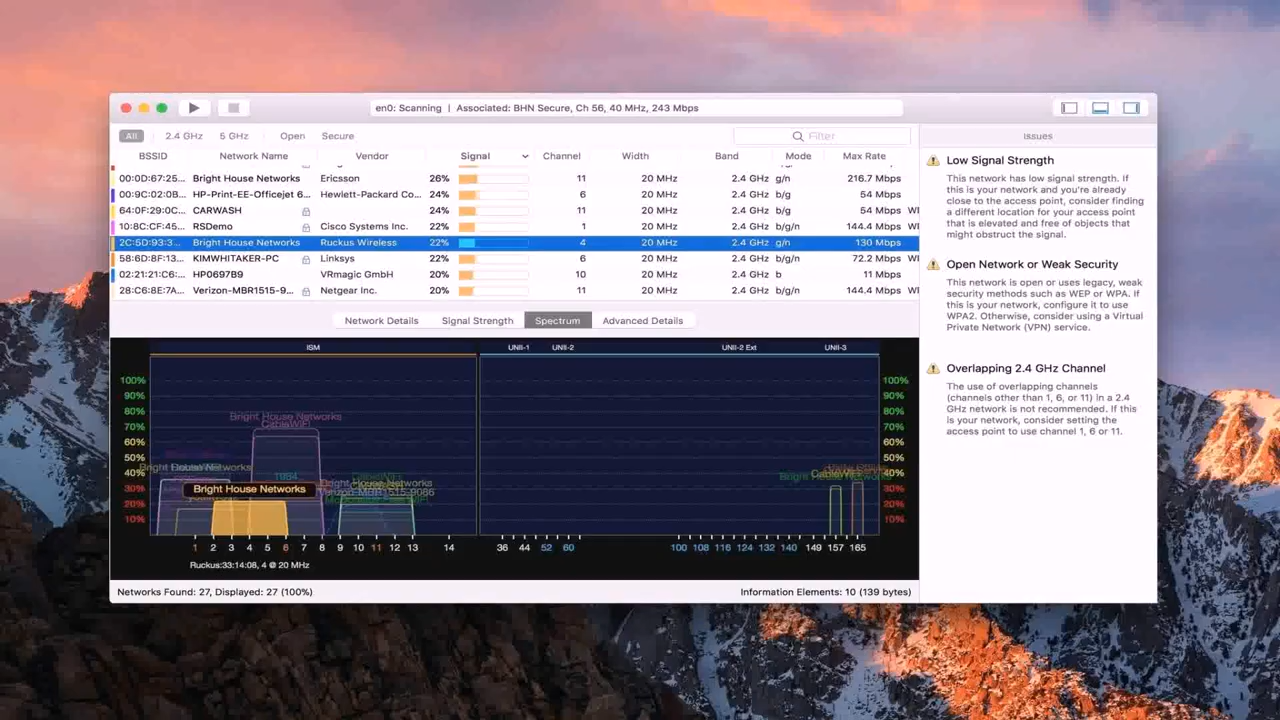 en0: Scanning | Associated: BHN Secure, Ch 56, 40 MHz, 243 Mbps
All 2.4 GHz 5 GHz Open Secure Filter
BSSID Network Name Vendor Signal Channel Width Band Mode Max Rate
00:0D:67:25... Bright House Networks Ericsson 26% 11 20 MHz 2.4 GHz g/n 216.7 Mbps
00:9C:02:0B... HP-Print-EE-Officejet 6... Hewlett-Packard Co... 24% 6 20 MHz 2.4 GHz b/g 54 Mbps
64:0F:29:0C... CARWASH 24% 11 20 MHz 2.4 GHz b/g 54 Mbps
10:8C:CF:45... RSDemo Cisco Systems Inc. 22% 1 20 MHz 2.4 GHz b/g/n 144.4 Mbps
2C:5D:93:3... Bright House Networks Ruckus Wireless 22% 4 20 MHz 2.4 GHz g/n 130 Mbps
58:6D:8F:13... KIMWHITAKER-PC Linksys 22% 6 20 MHz 2.4 GHz b/g/n 72.2 Mbps
02:21:21:C6:... HP0697B9 VRmagic GmbH 20% 10 20 MHz 2.4 GHz b 11 Mbps
28:C6:8E:7A... Verizon-MBR1515-9... Netgear Inc. 20% 11 20 MHz 2.4 GHz b/g/n 144.4 Mbps
Network Details Signal Strength Spectrum Advanced Details
ISM UNII-1 UNII-2 UNII-2 Ext UNII-3
100% 100%
90% 90%
80% 80%
Bright House Networks
CableWiFi
70% 70%
60% 60%
50% 50%
40% 40%
1984
Bright House Networks
30% 30%
Bright House Networks
20% 20%
10% 10%
1 2 3 4 5 6 7 8 9 10 11 12 13 14 36 44 52 60 100 108 116 124 132 140 149 157 165
Ruckus:33:14:08, 4 @ 20 MHz
Networks Found: 27, Displayed: 27 (100%) Information Elements: 10 (139 bytes)
Issues
Low Signal Strength
This network has low signal strength. If
this is your network and you're already
close to the access point, consider finding
a different location for your access point
that is elevated and free of objects that
might obstruct the signal.
Open Network or Weak Security
This network is open or uses legacy, weak
security methods such as WEP or WPA. If
this is your network, configure it to use
WPA2. Otherwise, consider using a Virtual
Private Network (VPN) service.
Overlapping 2.4 GHz Channel
The use of overlapping channels
(channels other than 1, 6, or 11) in a 2.4
GHz network is not recommended. If this
is your network, consider setting the
access point to use channel 1, 6 or 11.